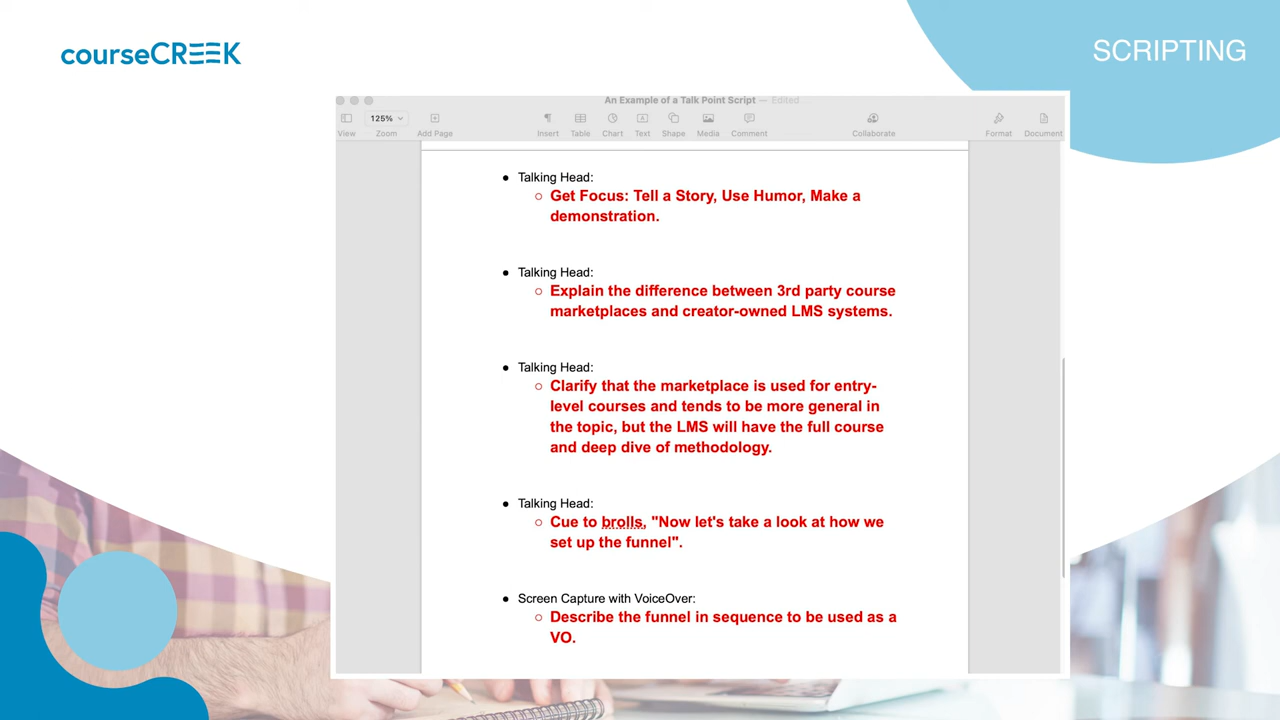 courseCREEK
SCRIPTING
An Example of a Talk Point Script — Edited
125%
View
Zoom
Add Page
Insert
Table
Chart
Text
Shape
Media
Comment
Collaborate
Format
Document
• Talking Head:
○ Get Focus: Tell a Story, Use Humor, Make a
demonstration.
• Talking Head:
○ Explain the difference between 3rd party course
marketplaces and creator-owned LMS systems.
• Talking Head:
○ Clarify that the marketplace is used for entry-
level courses and tends to be more general in
the topic, but the LMS will have the full course
and deep dive of methodology.
• Talking Head:
○ Cue to brolls, "Now let's take a look at how we
set up the funnel".
• Screen Capture with VoiceOver:
○ Describe the funnel in sequence to be used as a
VO.